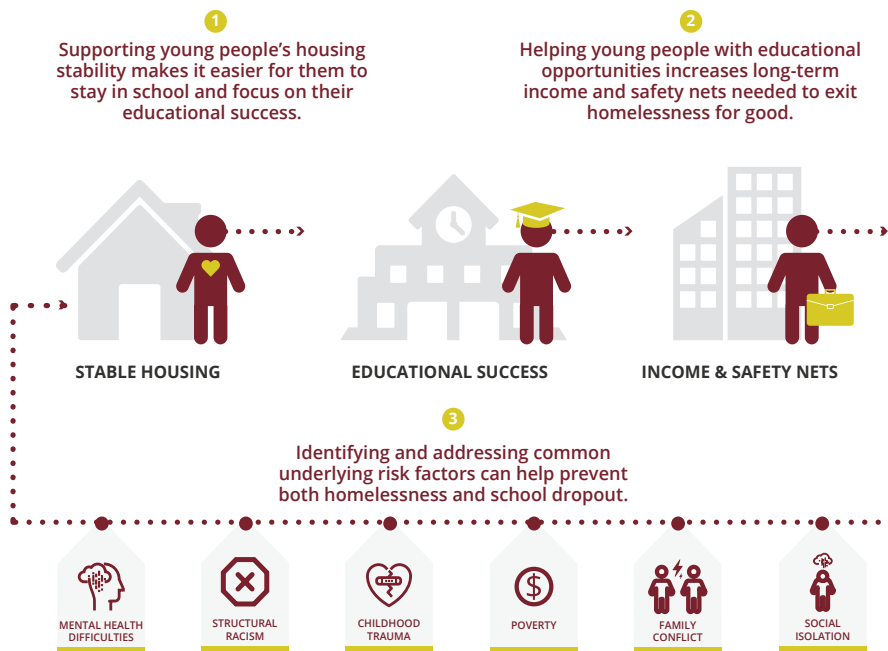 1
Supporting young people's housing
stability makes it easier for them to
stay in school and focus on their
educational success.
2
Helping young people with educational
opportunities increases long-term
income and safety nets needed to exit
homelessness for good.
STABLE HOUSING
EDUCATIONAL SUCCESS
INCOME & SAFETY NETS
3
Identifying and addressing common
underlying risk factors can help prevent
both homelessness and school dropout.
MENTAL HEALTH
DIFFICULTIES
STRUCTURAL
RACISM
CHILDHOOD
TRAUMA
$
POVERTY
FAMILY
CONFLICT
SOCIAL
ISOLATION